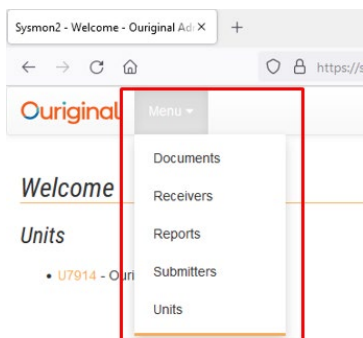 Sysmon2 - Welcome - Ouriginal Ad
https://s
Ouriginal
Menu
Documents
Welcome
Receivers
Reports
Units
Submitters
U7914 - Ouri
Units